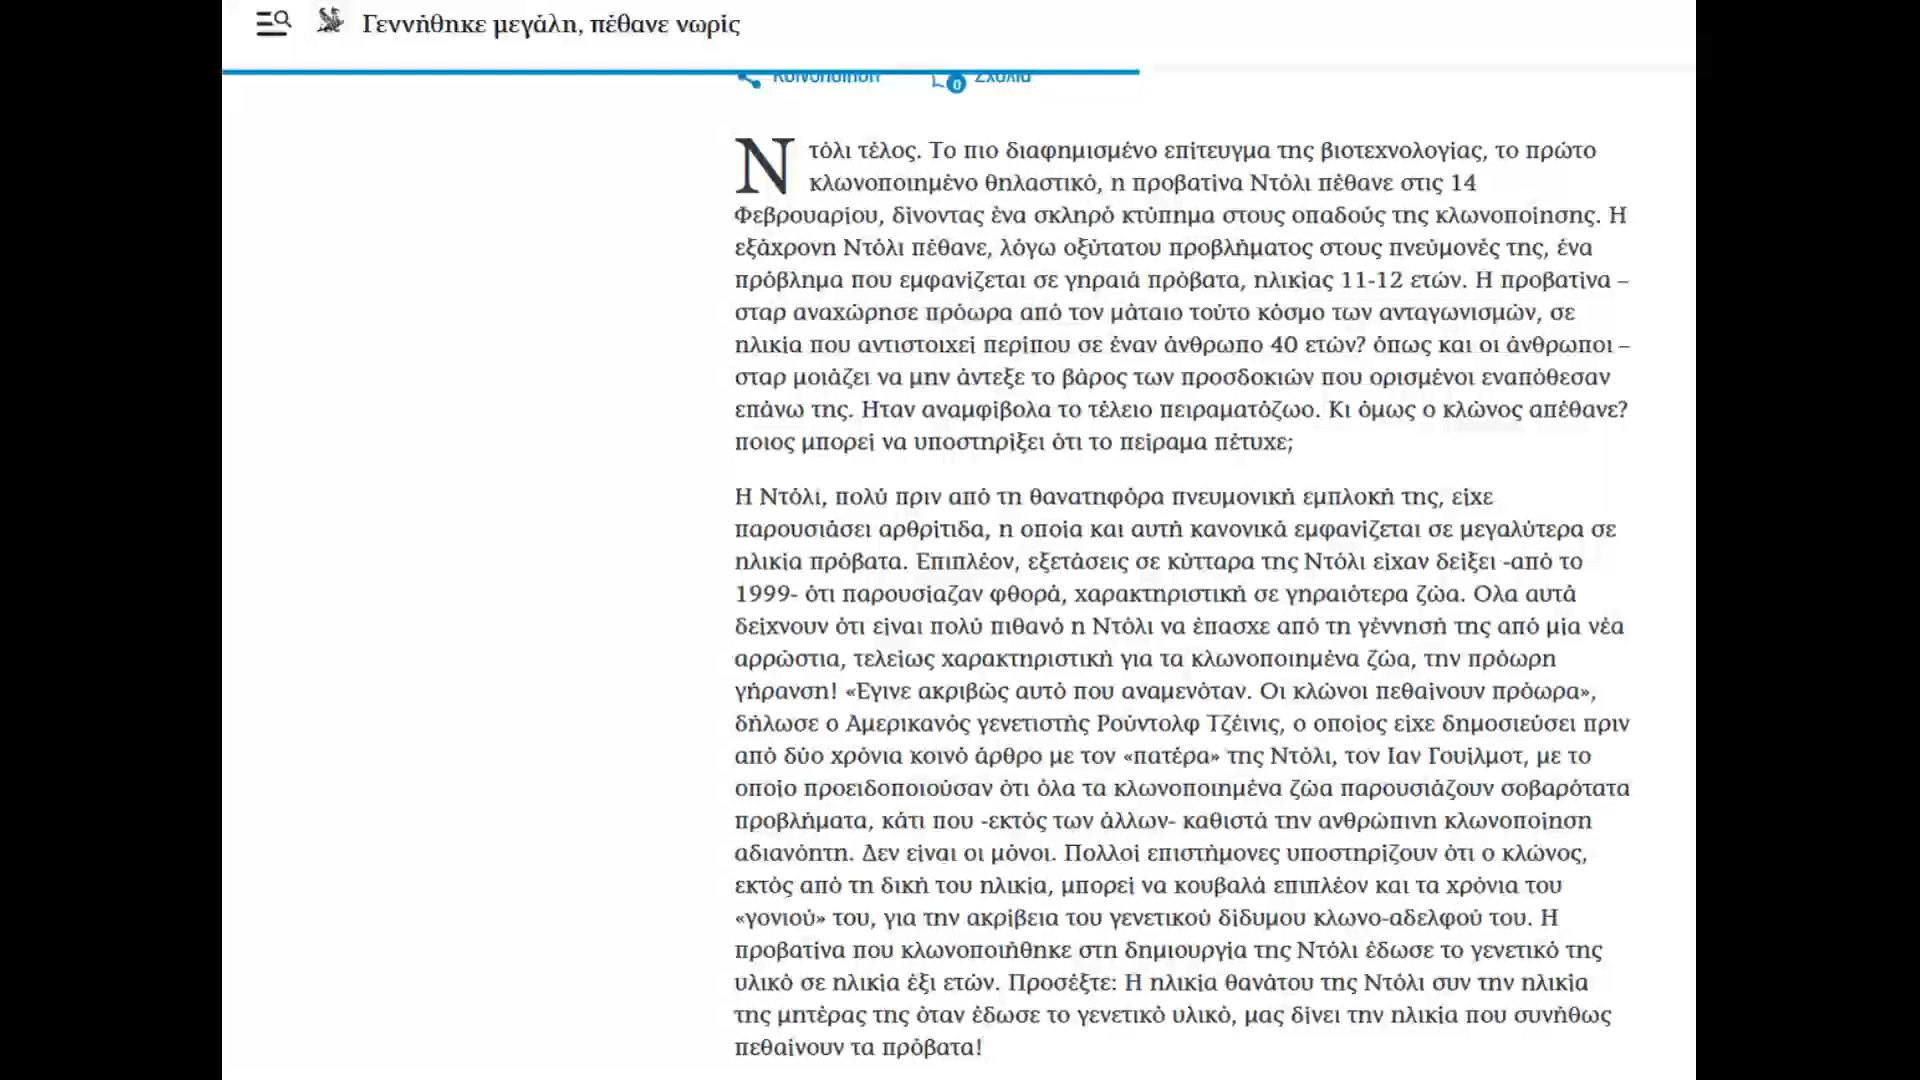 Γεννήθηκε μεγάλη, πέθανε νωρίς
Κοινοποίηση 0 Σχόλια
Ντόλι τέλος. Το πιο διαφημισμένο επίτευγμα της βιοτεχνολογίας, το πρώτο
κλωνοποιημένο θηλαστικό, η προβατίνα Ντόλι πέθανε στις 14
Φεβρουαρίου, δίνοντας ένα σκληρό κτύπημα στους οπαδούς της κλωνοποίησης. Η
εξάχρονη Ντόλι πέθανε, λόγω οξύτατου προβλήματος στους πνεύμονές της, ένα
πρόβλημα που εμφανίζεται σε γηραιά πρόβατα, ηλικίας 11-12 ετών. Η προβατίνα –
σταρ αναχώρησε πρόωρα από τον μάταιο τούτο κόσμο των ανταγωνισμών, σε
ηλικία που αντιστοιχεί περίπου σε έναν άνθρωπο 40 ετών? όπως και οι άνθρωποι –
σταρ μοιάζει να μην άντεξε το βάρος των προσδοκιών που ορισμένοι εναπόθεσαν
επάνω της. Ηταν αναμφίβολα το τέλειο πειραματόζωο. Κι όμως ο κλώνος απέθανε?
ποιος μπορεί να υποστηρίξει ότι το πείραμα πέτυχε;
Η Ντόλι, πολύ πριν από τη θανατηφόρα πνευμονική εμπλοκή της, είχε
παρουσιάσει αρθρίτιδα, η οποία και αυτή κανονικά εμφανίζεται σε μεγαλύτερα σε
ηλικία πρόβατα. Επιπλέον, εξετάσεις σε κύτταρα της Ντόλι είχαν δείξει -από το
1999- ότι παρουσίαζαν φθορά, χαρακτηριστική σε γηραιότερα ζώα. Ολα αυτά
δείχνουν ότι είναι πολύ πιθανό η Ντόλι να έπασχε από τη γέννησή της από μία νέα
αρρώστια, τελείως χαρακτηριστική για τα κλωνοποιημένα ζώα, την πρόωρη
γήρανση! «Εγινε ακριβώς αυτό που αναμενόταν. Οι κλώνοι πεθαίνουν πρόωρα»,
δήλωσε ο Αμερικανός γενετιστής Ρούντολφ Τζέινις, ο οποίος είχε δημοσιεύσει πριν
από δύο χρόνια κοινό άρθρο με τον «πατέρα» της Ντόλι, τον Ιαν Γουίλμοτ, με το
οποίο προειδοποιούσαν ότι όλα τα κλωνοποιημένα ζώα παρουσιάζουν σοβαρότατα
προβλήματα, κάτι που -εκτός των άλλων- καθιστά την ανθρώπινη κλωνοποίηση
αδιανόητη. Δεν είναι οι μόνοι. Πολλοί επιστήμονες υποστηρίζουν ότι ο κλώνος,
εκτός από τη δική του ηλικία, μπορεί να κουβαλά επιπλέον και τα χρόνια του
«γονιού» του, για την ακρίβεια του γενετικού δίδυμου κλωνο-αδελφού του. Η
προβατίνα που κλωνοποιήθηκε στη δημιουργία της Ντόλι έδωσε το γενετικό της
υλικό σε ηλικία έξι ετών. Προσέξτε: Η ηλικία θανάτου της Ντόλι συν την ηλικία
της μητέρας της όταν έδωσε το γενετικό υλικό, μας δίνει την ηλικία που συνήθως
πεθαίνουν τα πρόβατα!